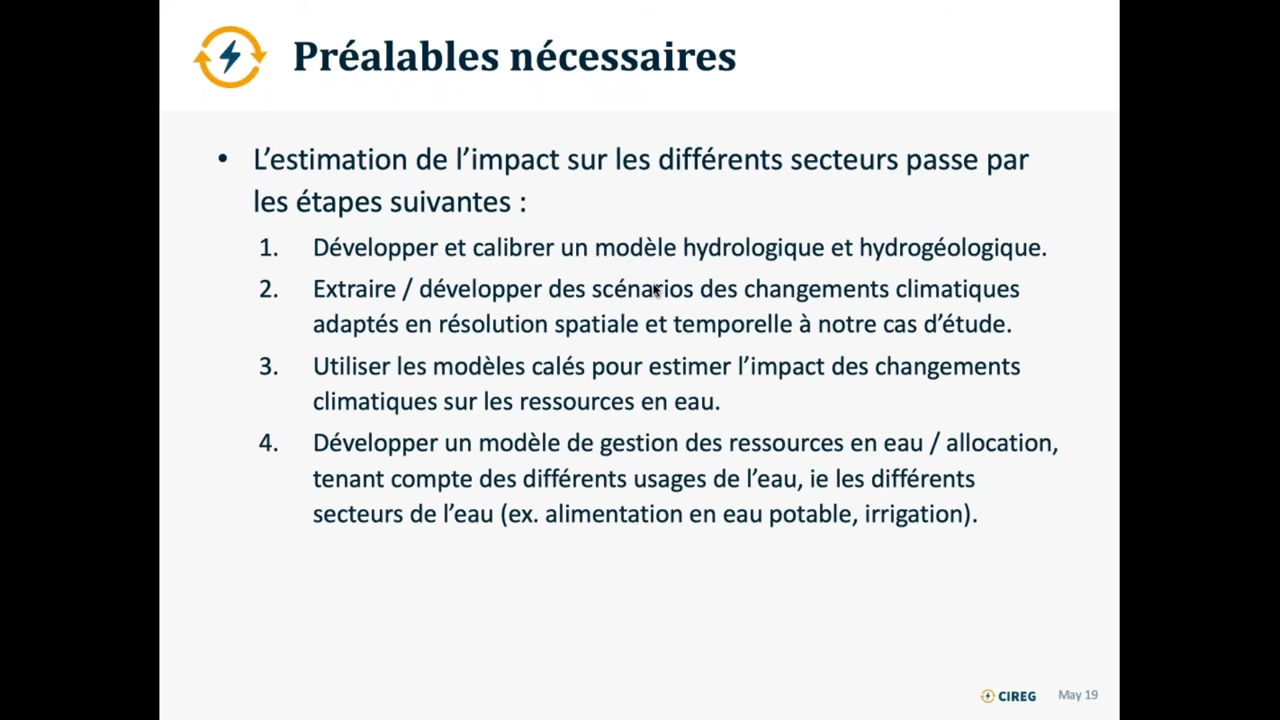 Préalables nécessaires
• L’estimation de l’impact sur les différents secteurs passe par
les étapes suivantes :
1. Développer et calibrer un modèle hydrologique et hydrogéologique.
2. Extraire / développer des scénarios des changements climatiques
adaptés en résolution spatiale et temporelle à notre cas d’étude.
3. Utiliser les modèles calés pour estimer l’impact des changements
climatiques sur les ressources en eau.
4. Développer un modèle de gestion des ressources en eau / allocation,
tenant compte des différents usages de l’eau, ie les différents
secteurs de l’eau (ex. alimentation en eau potable, irrigation).
CIREG May 19